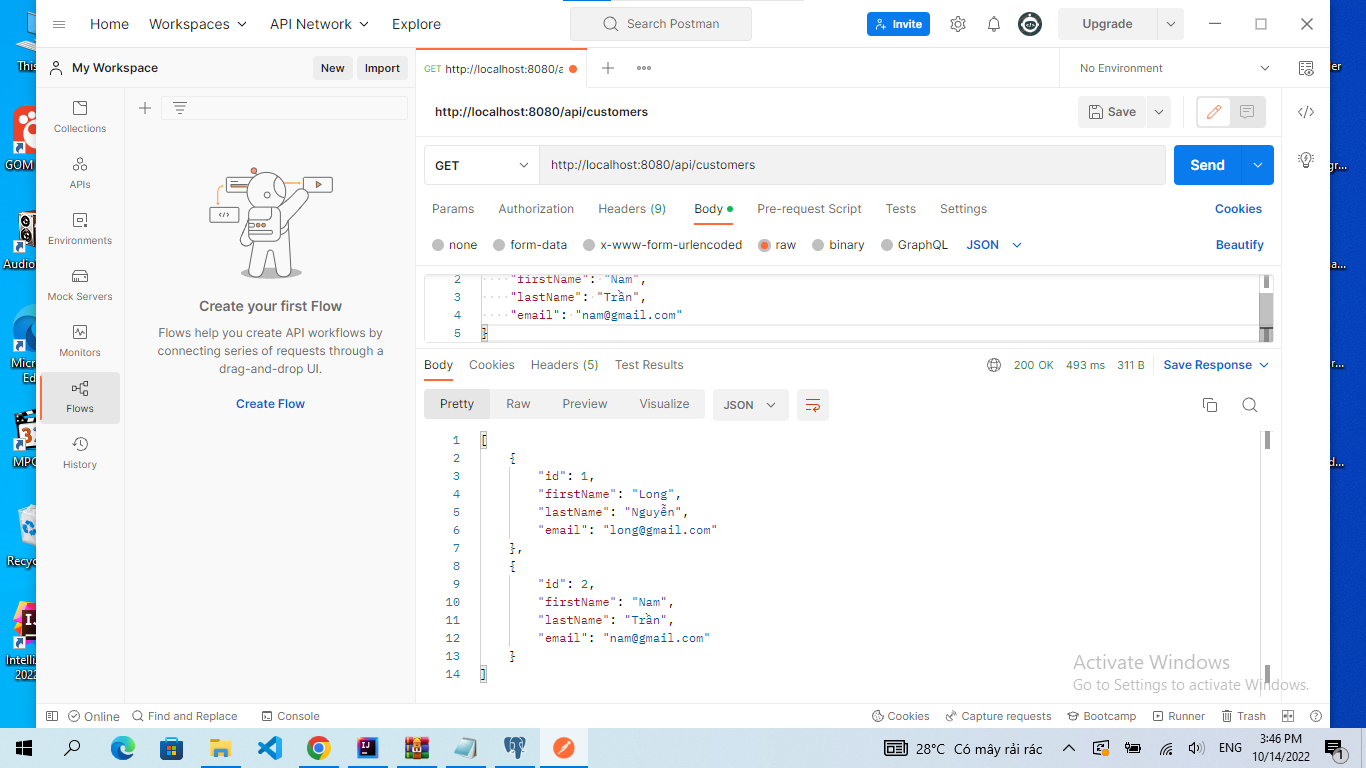 Home Workspaces API Network Explore Search Postman Invite Upgrade
My Workspace New Import GET http://localhost:8080/a No Environment
Collections
APIs
Environments
Mock Servers
Monitors
Flows
History
Create your first Flow
Flows help you create API workflows by
connecting series of requests through a
drag-and-drop UI.
Create Flow
http://localhost:8080/api/customers Save
GET http://localhost:8080/api/customers Send
Params Authorization Headers (9) Body Pre-request Script Tests Settings Cookies
none form-data x-www-form-urlencoded raw binary GraphQL JSON Beautify
2 "firstName": "Nam",
3 "lastName": "Trần",
4 "email": "nam@gmail.com"
5 }
Body Cookies Headers (5) Test Results 200 OK 493 ms 311 B Save Response
Pretty Raw Preview Visualize JSON
1 [
2 {
3 "id": 1,
4 "firstName": "Long",
5 "lastName": "Nguyễn",
6 "email": "long@gmail.com"
7 },
8 {
9 "id": 2,
10 "firstName": "Nam",
11 "lastName": "Trần",
12 "email": "nam@gmail.com"
13 }
14 ]
Activate Windows
Go to Settings to activate Windows.
Online Find and Replace Console Cookies Capture requests Bootcamp Runner Trash
28°C Có mây rải rác ENG 3:46 PM
10/14/2022 1
This
GOM
Audio
Micr
Ed
MPC
Recyc
Intelli
2022
er
gr...
a...
r...
d...